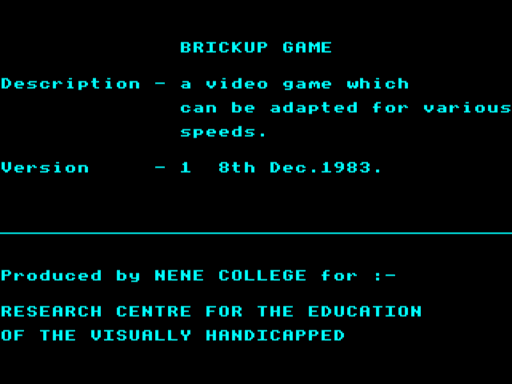 BRICKUP GAME
Description - a video game which
can be adapted for various
speeds.
Version - 1 8th Dec.1983.
Produced by NENE COLLEGE for :-
RESEARCH CENTRE FOR THE EDUCATION
OF THE VISUALLY HANDICAPPED